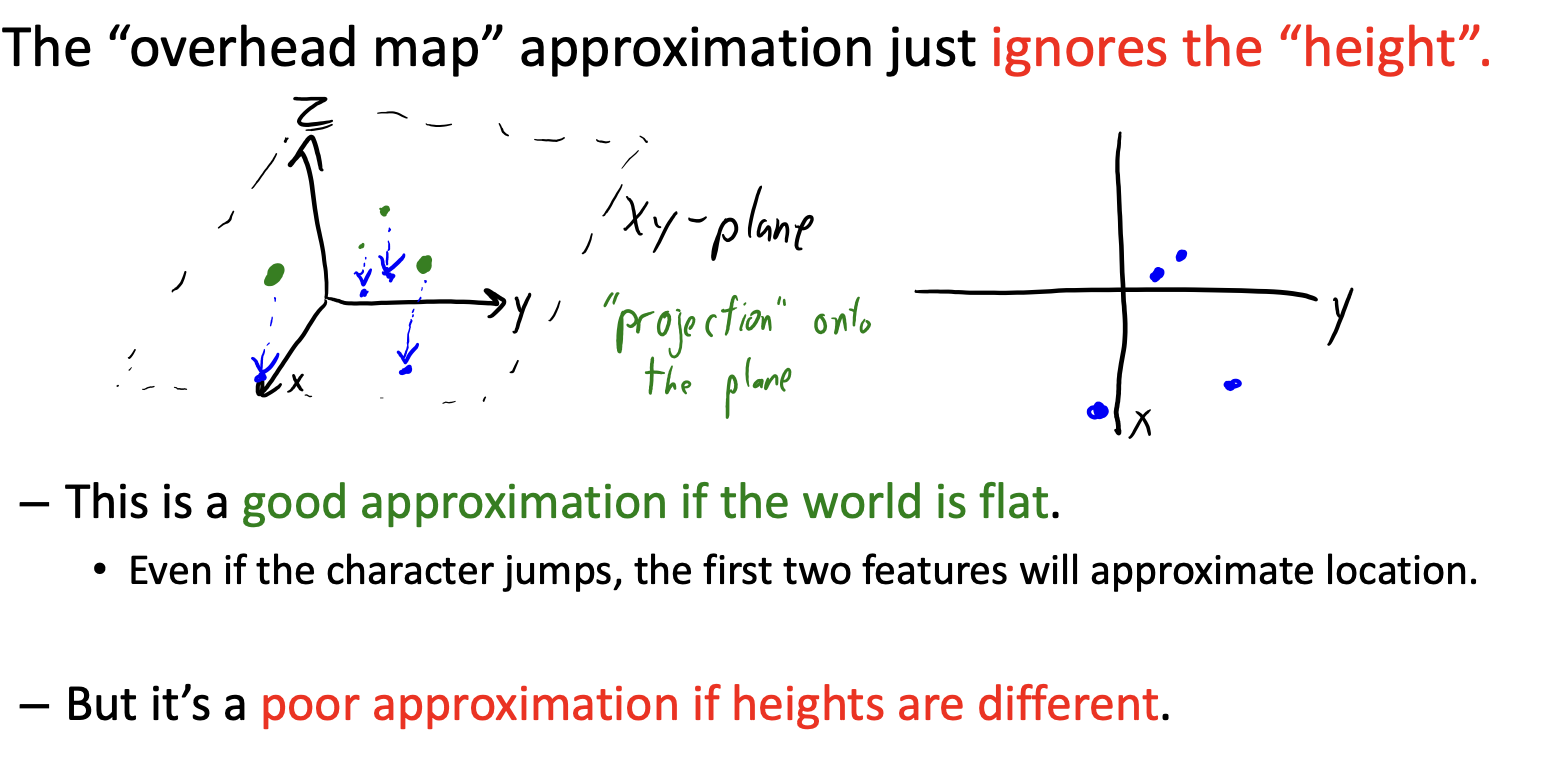 The “overhead map” approximation just ignores the “height”.
Z
xy-plane
y
x
"projection" onto
the plane
y
x
– This is a good approximation if the world is flat.
• Even if the character jumps, the first two features will approximate location.
– But it’s a poor approximation if heights are different.